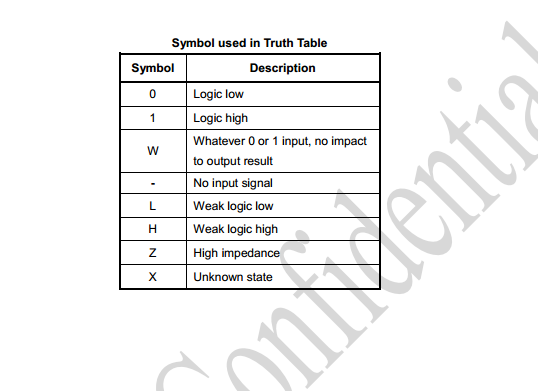 Symbol used in Truth Table
Symbol Description
0 Logic low
1 Logic high
W Whatever 0 or 1 input, no impact
to output result
- No input signal
L Weak logic low
H Weak logic high
Z High impedance
X Unknown state
Confidential